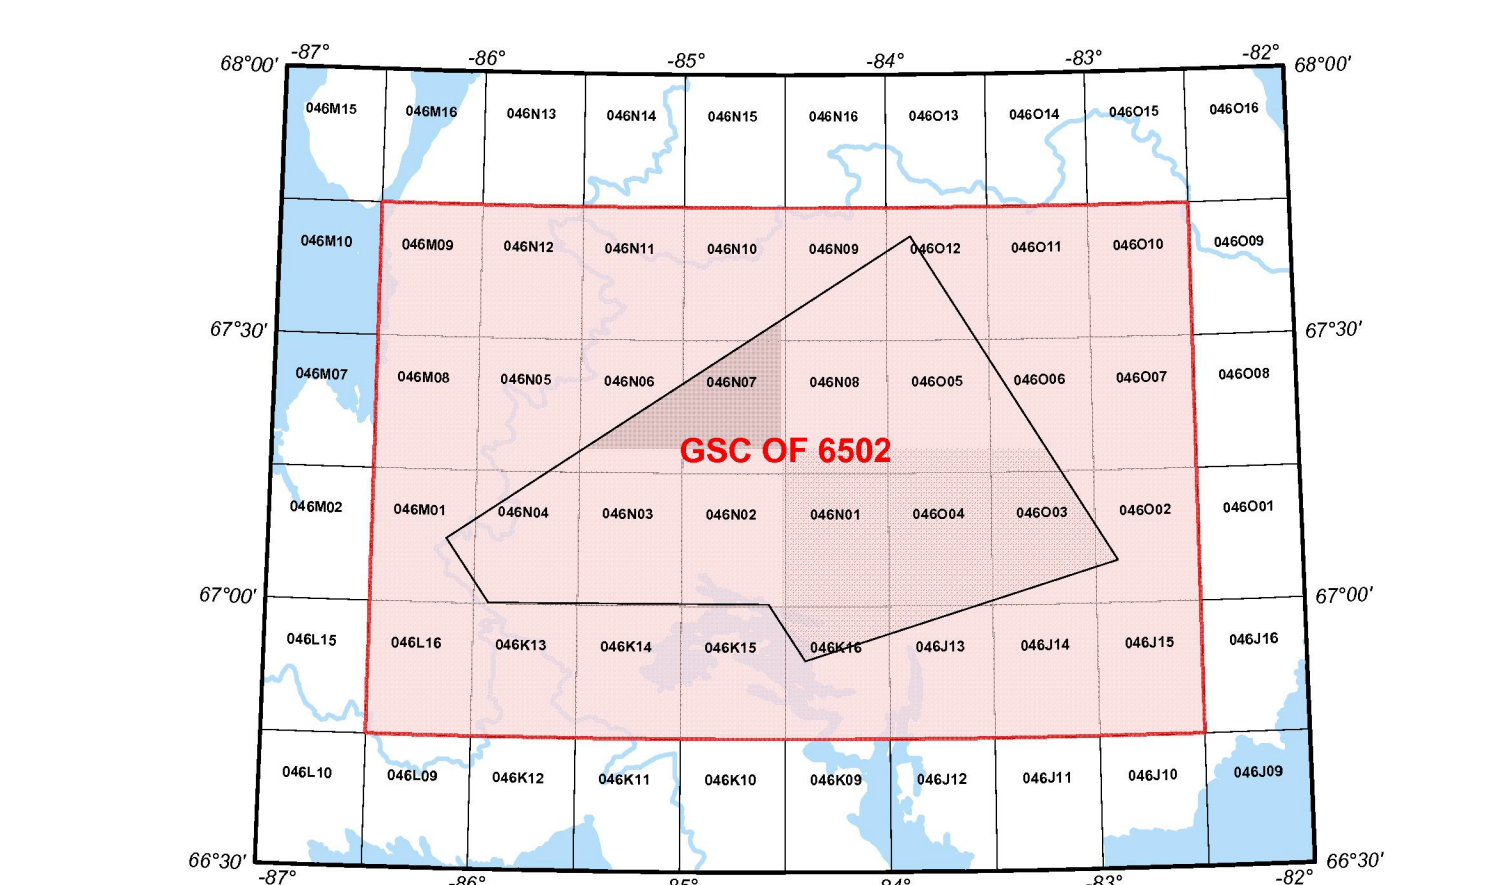 -87° -86° -85° -84° -83° -82°
68°00' 68°00'
046M15 046M16 046N13 046N14 046N15 046N16 046O13 046O14 046O15 046O16
046M10 046M09 046N12 046N11 046N10 046N09 046O12 046O11 046O10 046O09
67°30' 67°30'
046M07 046M08 046N05 046N06 046N07 046N08 046O05 046O06 046O07 046O08
GSC OF 6502
046M02 046M01 046N04 046N03 046N02 046N01 046O04 046O03 046O02 046O01
67°00' 67°00'
046L15 046L16 046K13 046K14 046K15 046K16 046J13 046J14 046J15 046J16
046L10 046L09 046K12 046K11 046K10 046K09 046J12 046J11 046J10 046J09
66°30' 66°30'
-87° -86° -85° -84° -83° -82°